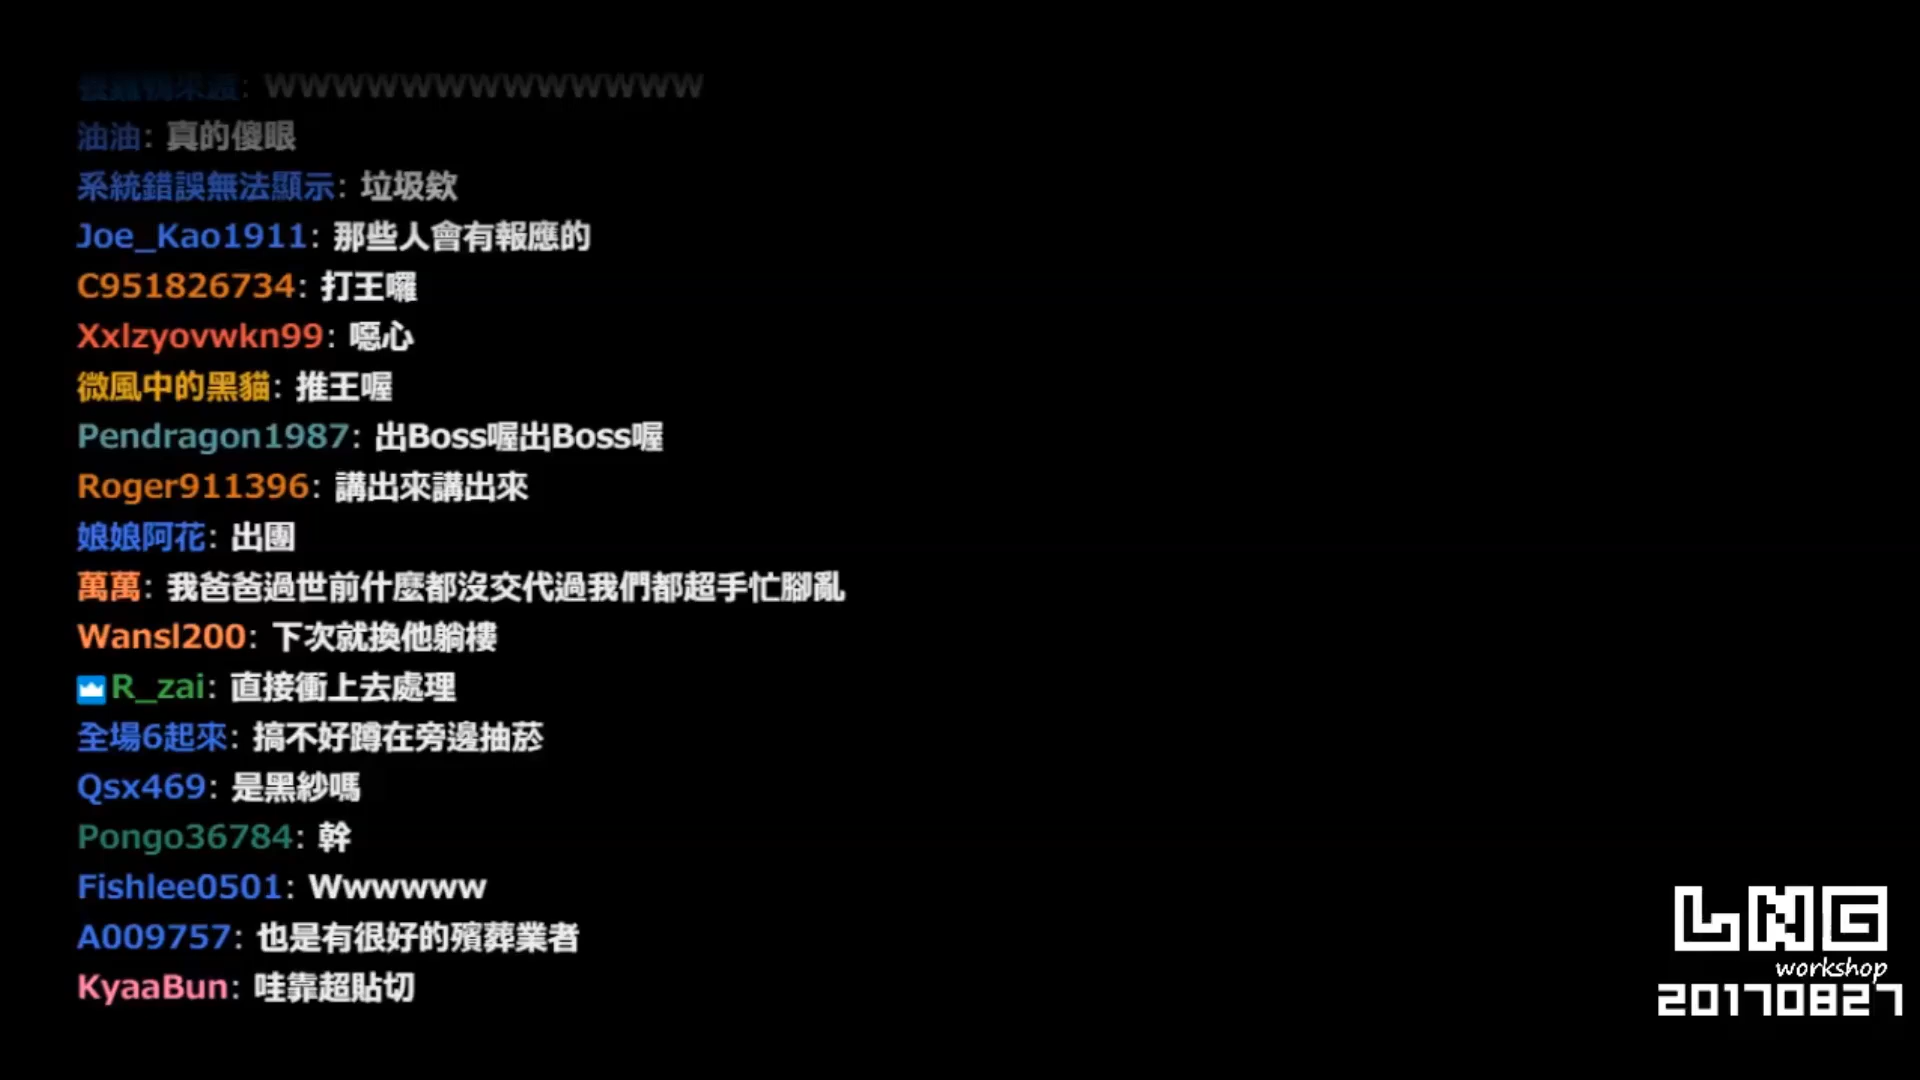 WWWWWWWWWWWWW
油油: 真的傻眼
系統錯誤無法顯示: 垃圾欸
Joe_Kao1911: 那些人會有報應的
C951826734: 打王囉
Xxlzyovwkn99: 噁心
微風中的黑貓: 推王喔
Pendragon1987: 出Boss喔出Boss喔
Roger911396: 講出來講出來
娘娘阿花: 出團
萬萬: 我爸爸過世前什麼都沒交代過我們都超手忙腳亂
Wansl200: 下次就換他躺樓
R_zai: 直接衝上去處理
全場6起來: 搞不好蹲在旁邊抽菸
Qsx469: 是黑紗嗎
Pongo36784: 幹
Fishlee0501: Wwwwww
A009757: 也是有很好的殯葬業者
KyaaBun: 哇靠超貼切
LNG
workshop
20170827